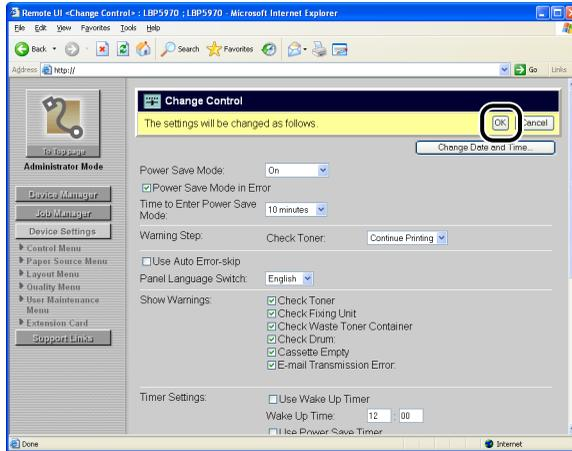 Remote UI <Change Control> : LBP5970 ; LBP5970 - Microsoft Internet Explorer
File Edit View Favorites Tools Help
Back Search Favorites
Address http:// Go Links
Change Control
The settings will be changed as follows. OK Cancel
To Top page
Change Date and Time...
Administrator Mode
Device Manager
Job Manager
Device Settings
Control Menu
Paper Source Menu
Layout Menu
Quality Menu
User Maintenance
Menu
Extension Card
Support Links
Power Save Mode: On
Power Save Mode in Error
Time to Enter Power Save
Mode: 10 minutes
Warning Step: Check Toner: Continue Printing
Use Auto Error-skip
Panel Language Switch: English
Show Warnings: Check Toner
Check Fixing Unit
Check Waste Toner Container
Check Drum:
Cassette Empty
E-mail Transmission Error:
Timer Settings: Use Wake Up Timer
Wake Up Time: 12 : 00
Use Power Save Timer
Done Internet